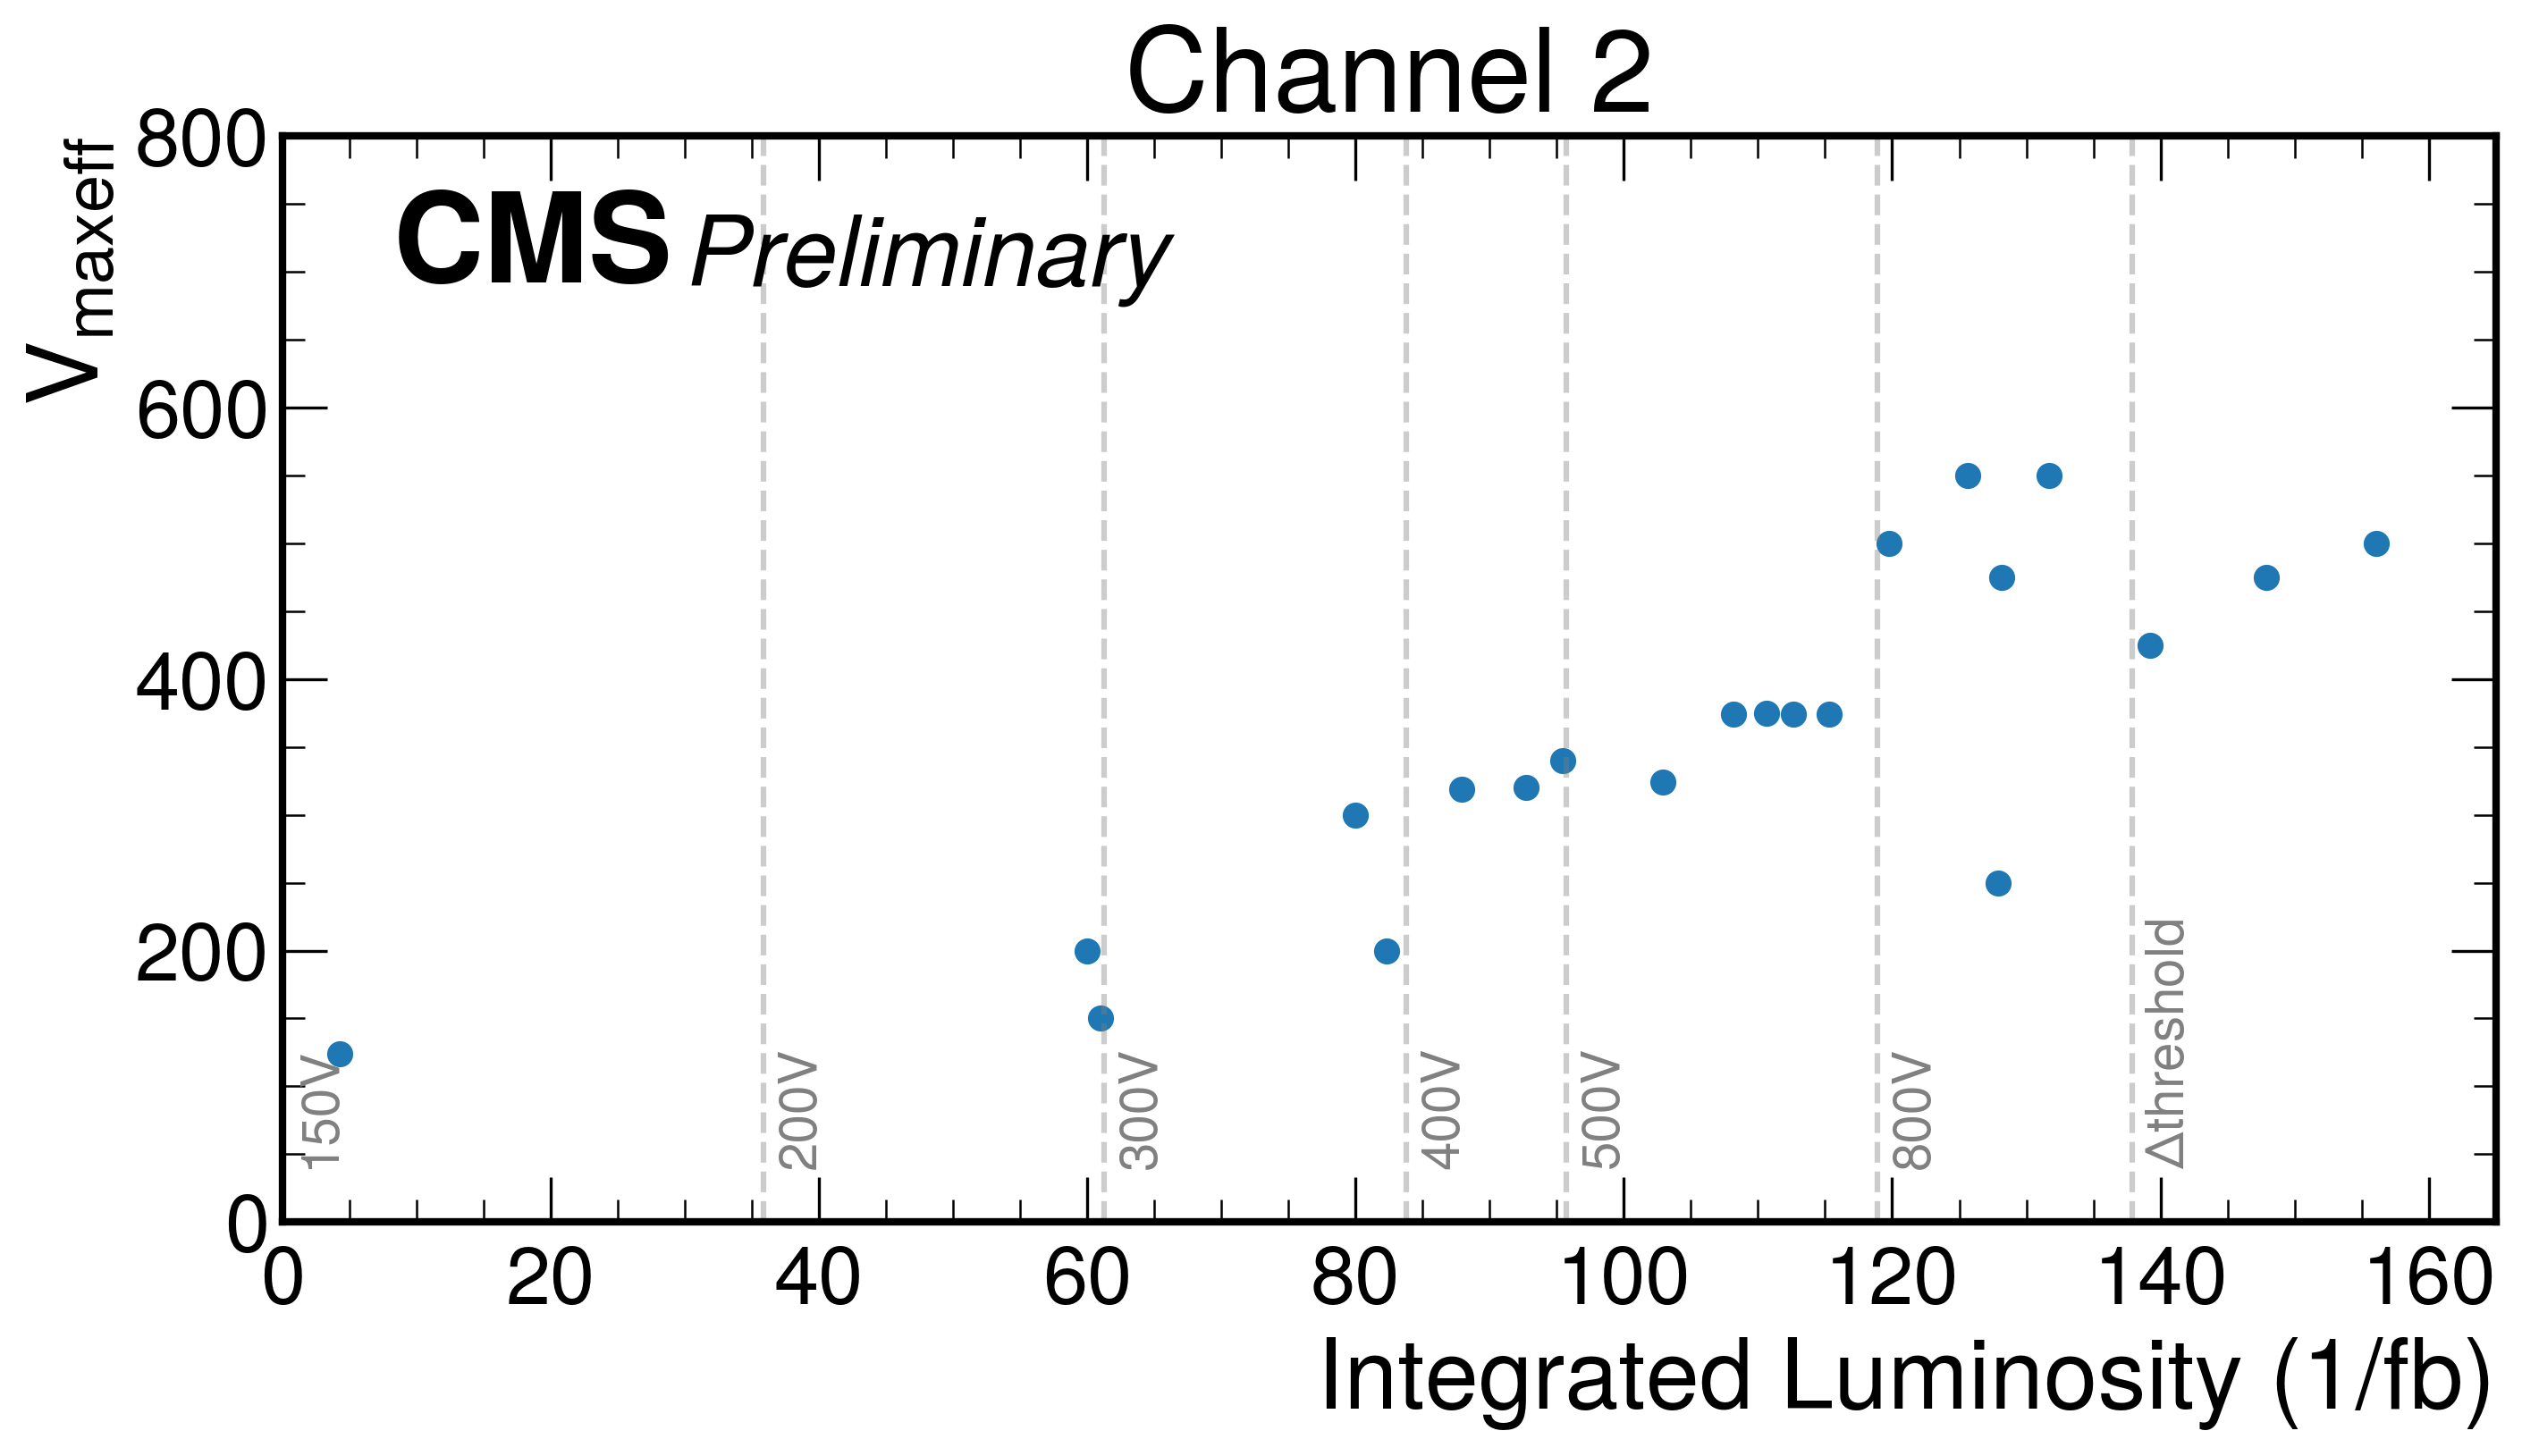 Channel 2
V_maxeff
800
600
400
200
0
CMS Preliminary
150V
200V
300V
400V
500V
800V
Δthreshold
0 20 40 60 80 100 120 140 160
Integrated Luminosity (1/fb)